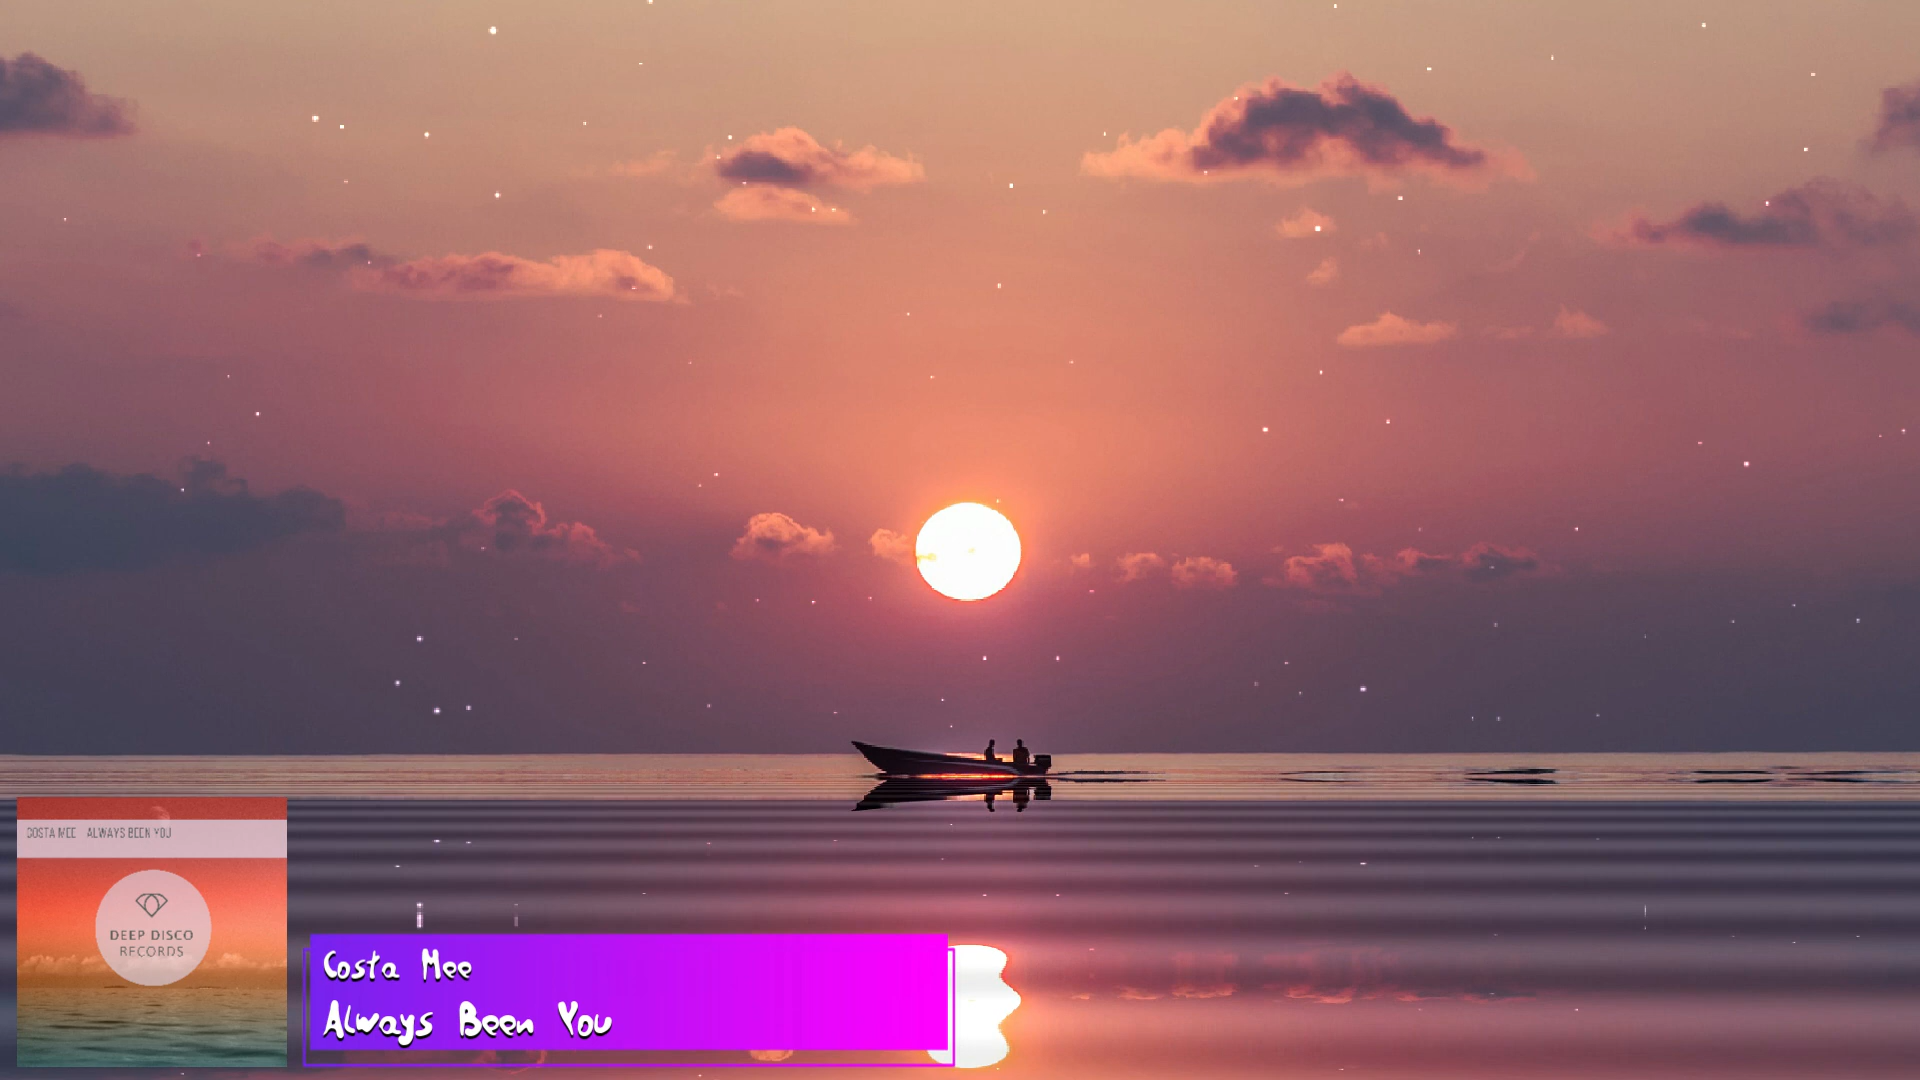 COSTA MEE ALWAYS BEEN YOU
DEEP DISCO
RECORDS
Costa Mee
Always Been You